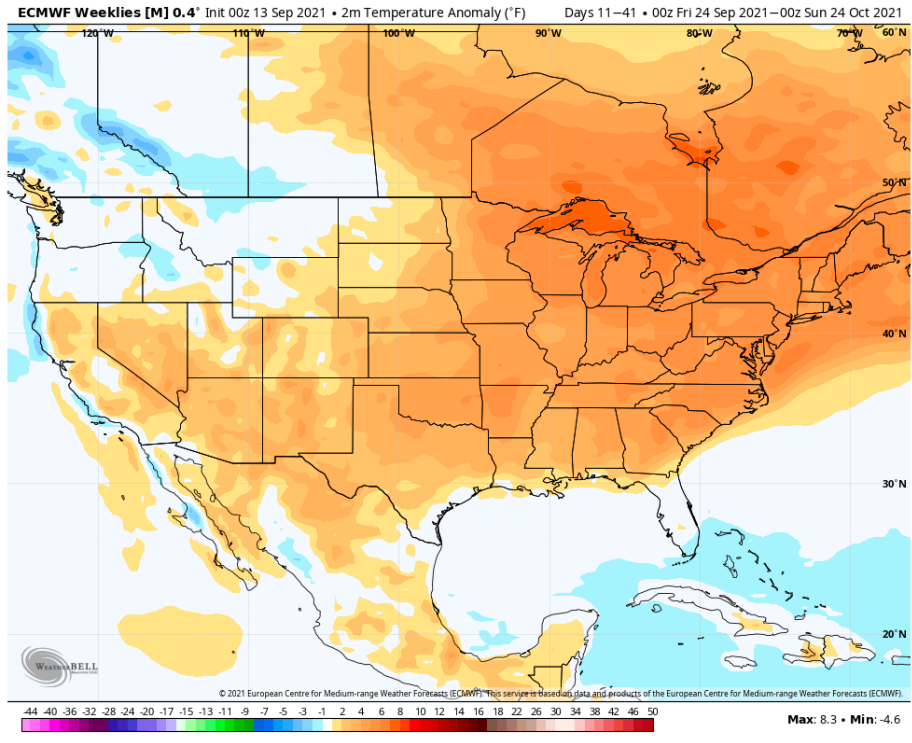 ECMWF Weeklies [M] 0.4° Init 00z 13 Sep 2021 • 2m Temperature Anomaly (°F) Days 11−41 • 00z Fri 24 Sep 2021−00z Sun 24 Oct 2021
120°W 110°W 100°W 90°W 80°W 70°W 60°N
50°N
40°N
30°N
20°N
WEATHERBELL
© 2021 European Centre for Medium-range Weather Forecasts (ECMWF). This service is based on data and products of the European Centre for Medium-range Weather Forecasts (ECMWF).
-44 -40 -36 -32 -28 -24 -20 -17 -15 -13 -11 -9 -7 -5 -3 -1 2 4 6 8 10 12 14 16 18 22 26 30 34 38 42 46 50
Max: 8.3 • Min: -4.6